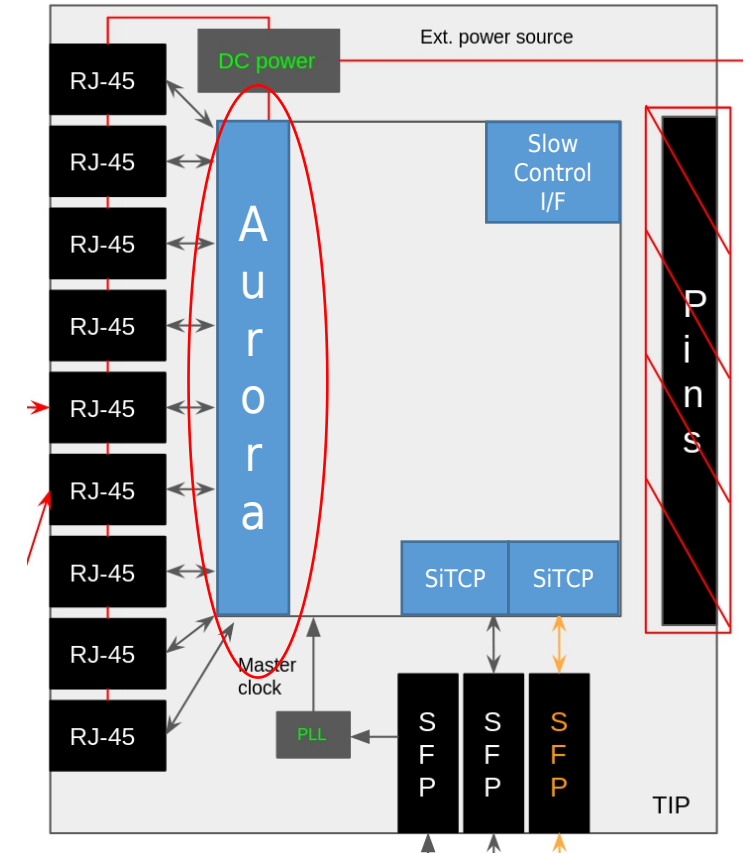 Ext. power source
DC power
RJ-45
RJ-45
RJ-45
RJ-45
RJ-45
RJ-45
RJ-45
RJ-45
RJ-45
Aurora
Slow
Control
I/F
Pins
SiTCP
SiTCP
Master
clock
PLL
SFP
SFP
SFP
TIP